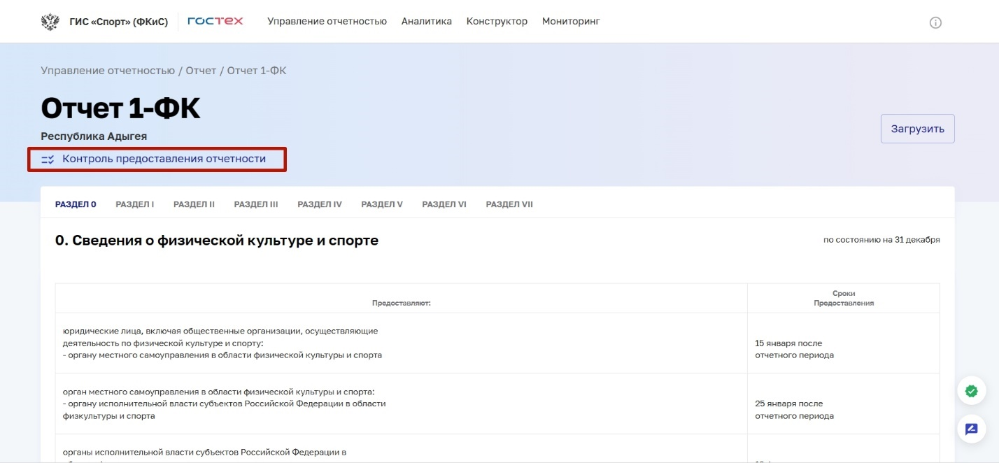 ГИС «Спорт» (ФКиС)
ГОСТЕХ
Управление отчетностью
Аналитика
Конструктор
Мониторинг
Управление отчетностью / Отчет / Отчет 1-ФК
Отчет 1-ФК
Республика Адыгея
Загрузить
Контроль предоставления отчетности
РАЗДЕЛ 0
РАЗДЕЛ I
РАЗДЕЛ II
РАЗДЕЛ III
РАЗДЕЛ IV
РАЗДЕЛ V
РАЗДЕЛ VI
РАЗДЕЛ VII
0. Сведения о физической культуре и спорте
по состоянию на 31 декабря
Предоставляют:
Сроки
Предоставления
юридические лица, включая общественные организации, осуществляющие
деятельность по физической культуре и спорту:
- органу местного самоуправления в области физической культуры и спорта
15 января после
отчетного периода
орган местного самоуправления в области физической культуры и спорта:
- органу исполнительной власти субъектов Российской Федерации в области
физкультуры и спорта
25 января после
отчетного периода
органы исполнительной власти субъектов Российской Федерации в